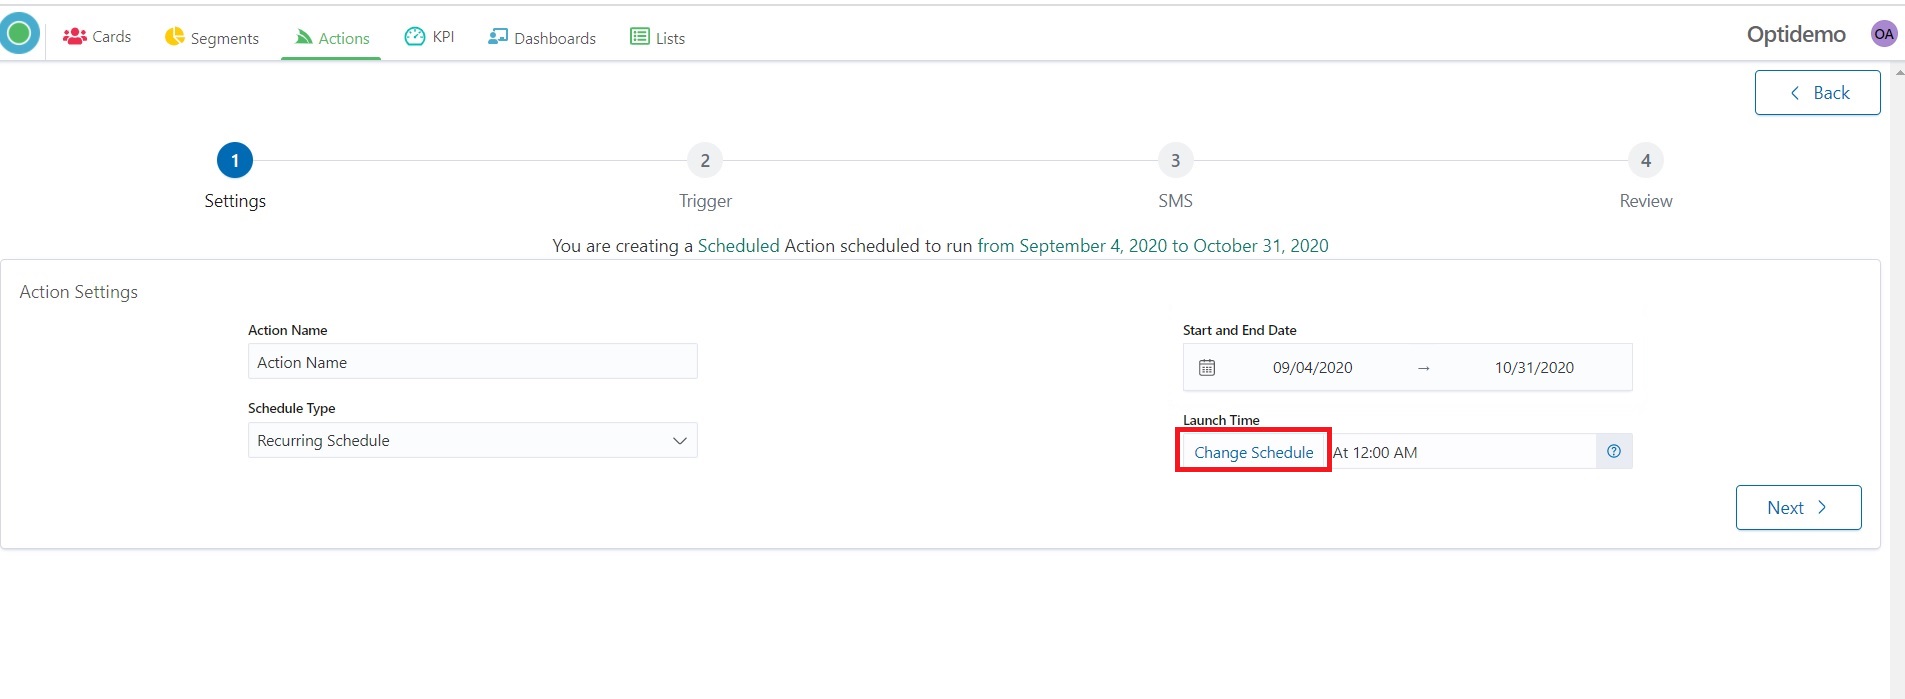 Cards Segments Actions KPI Dashboards Lists Optidemo OA
Back
1 2 3 4
Settings Trigger SMS Review
You are creating a Scheduled Action scheduled to run from September 4, 2020 to October 31, 2020
Action Settings
Action Name
Action Name
Schedule Type
Recurring Schedule
Start and End Date
09/04/2020 → 10/31/2020
Launch Time
Change Schedule At 12:00 AM
Next